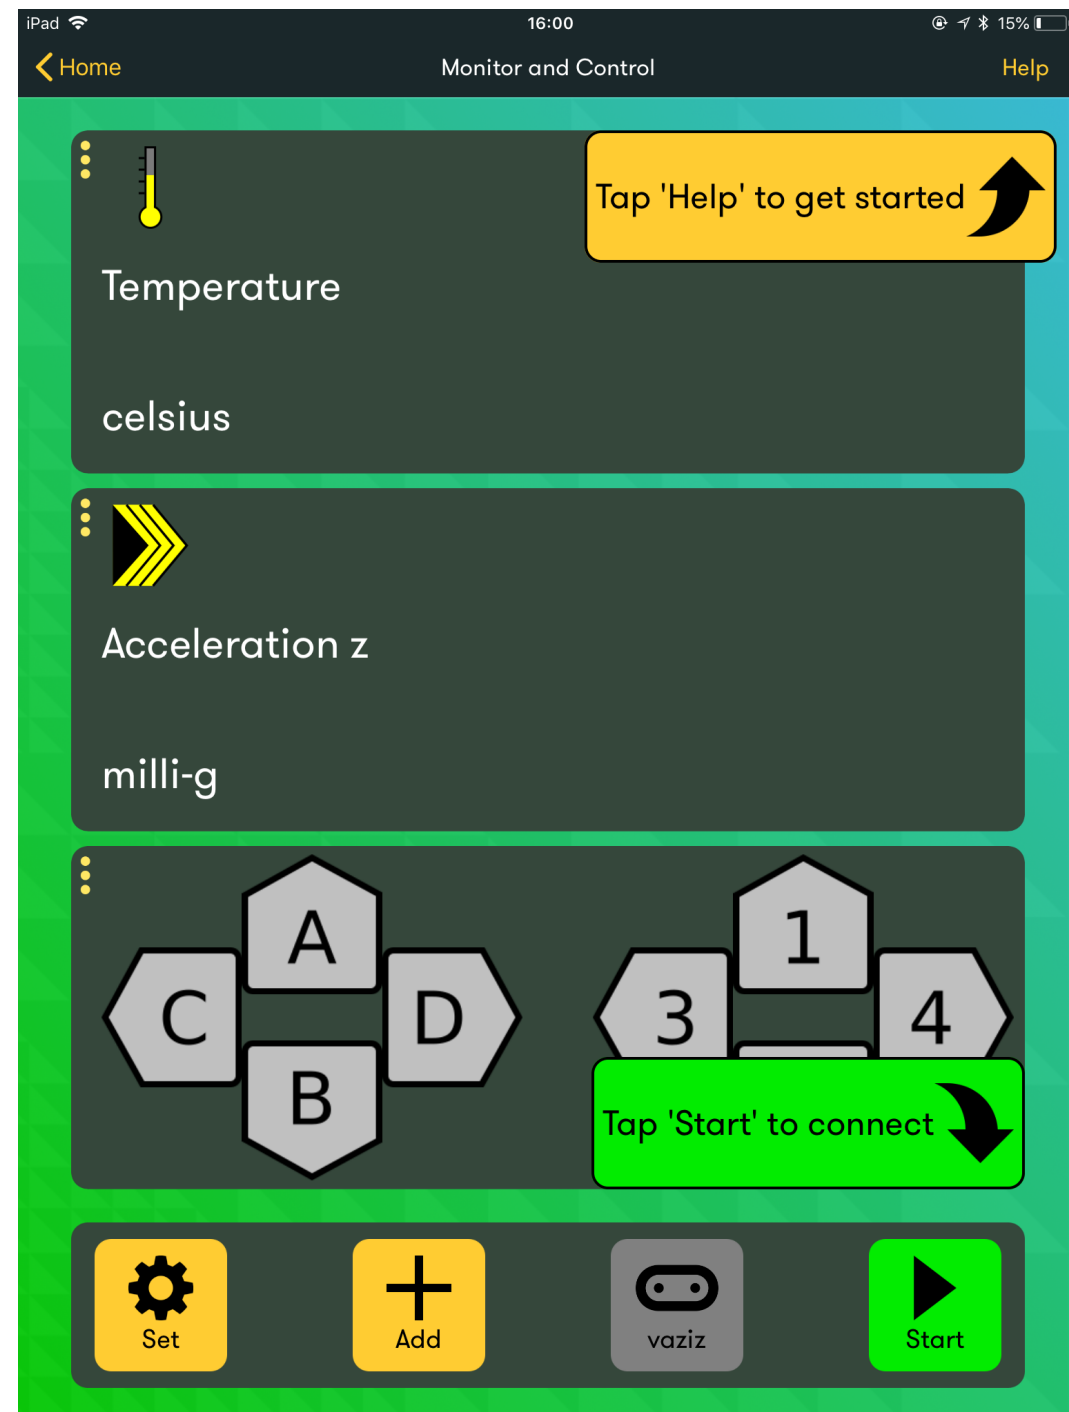 iPad
16:00
15%
Home
Monitor and Control
Help
Tap 'Help' to get started
Temperature
celsius
Acceleration z
milli-g
A
C
D
B
1
3
4
Tap 'Start' to connect
Set
Add
vaziz
Start